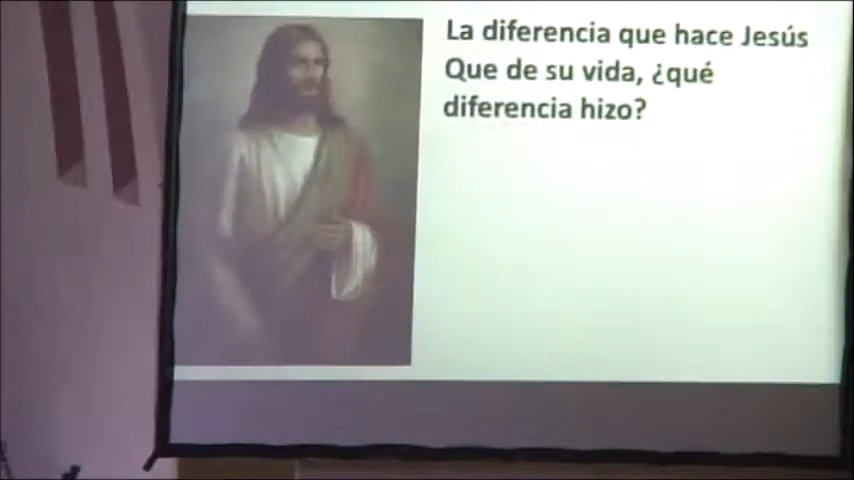 La diferencia que hace Jesús
Que de su vida, ¿qué
diferencia hizo?